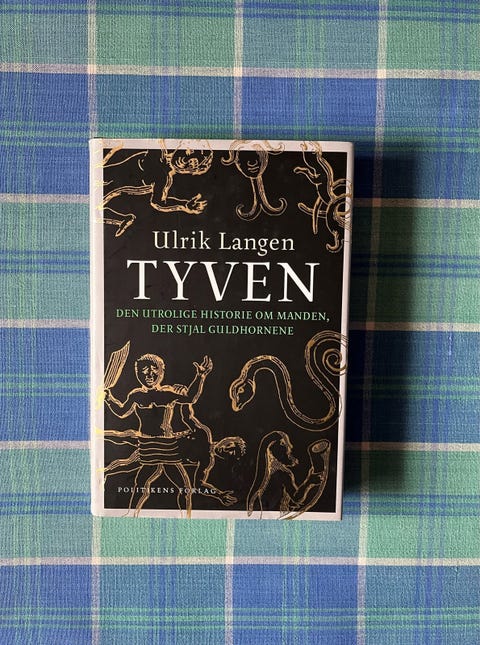 Ulrik Langen
TYVEN
DEN UTROLIGE HISTORIE OM MANDEN,
DER STJAL GULDHORNENE
POLITIKENS FORLAG